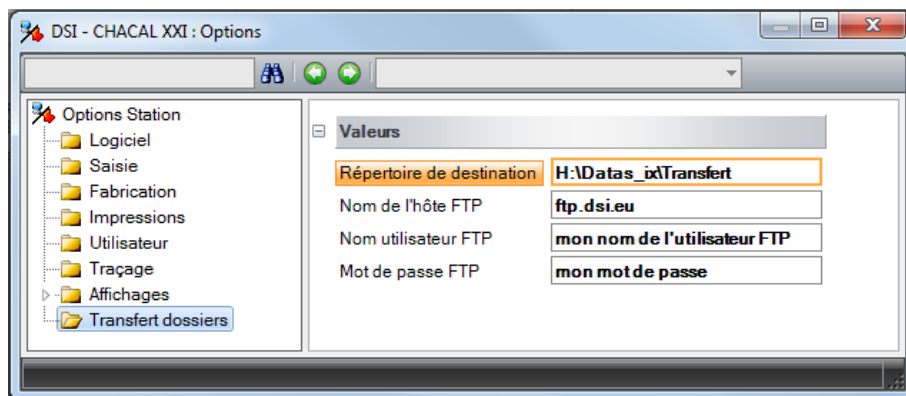 DSI - CHACAL XXI : Options
Options Station
Logiciel
Saisie
Fabrication
Impressions
Utilisateur
Traçage
Affichages
Transfert dossiers
Valeurs
Répertoire de destination H:\Datas_ix\Transfert
Nom de l'hôte FTP ftp.dsi.eu
Nom utilisateur FTP mon nom de l'utilisateur FTP
Mot de passe FTP mon mot de passe